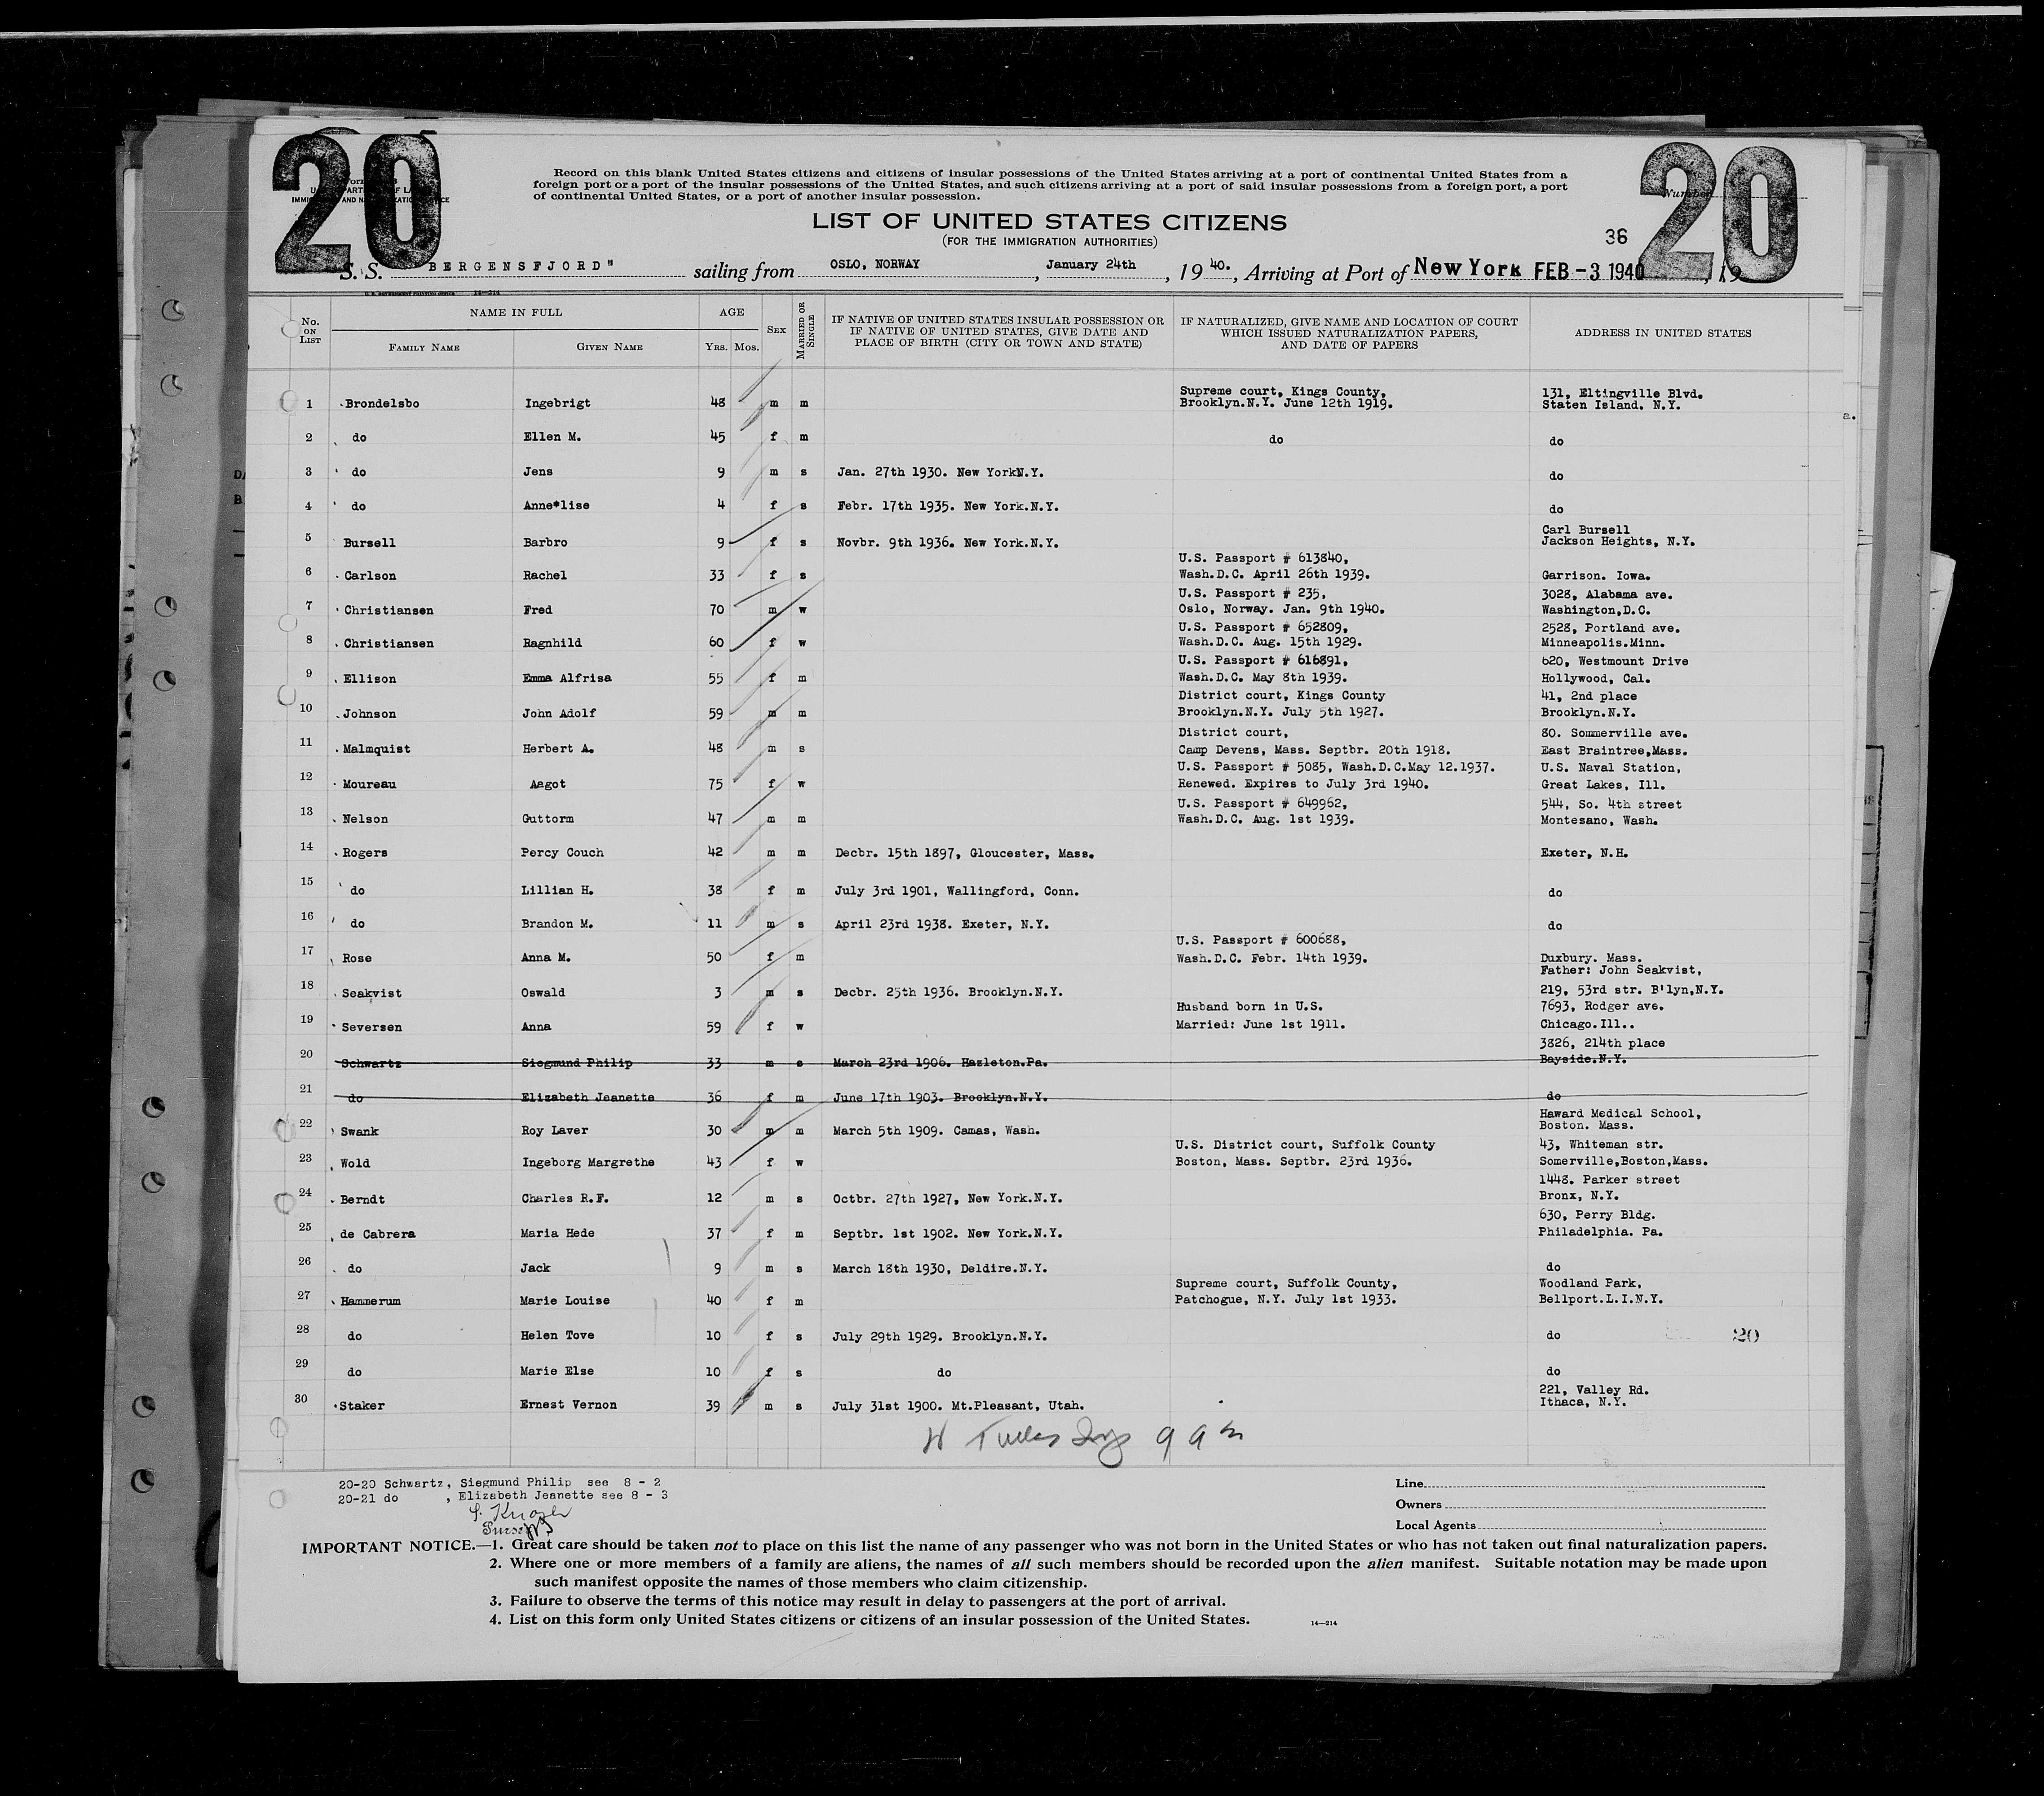 20
20
Record on this blank United States citizens and citizens of insular possessions of the United States arriving at a port of continental United States from a
foreign port or a port of the insular possessions of the United States, and such citizens arriving at a port of said insular possessions from a foreign port, a port
of continental United States, or a port of another insular possession.
Number
LIST OF UNITED STATES CITIZENS
(FOR THE IMMIGRATION AUTHORITIES)
36
S. S. BERGENSFJORD" sailing from OSLO, NORWAY, January 24th, 19 40., Arriving at Port of New York FEB -3 1940, 19
U. S. GOVERNMENT PRINTING OFFICE 14—214
No. ON LIST NAME IN FULL AGE SEX MARRIED OR SINGLE IF NATIVE OF UNITED STATES INSULAR POSSESSION OR IF NATIVE OF UNITED STATES, GIVE DATE AND PLACE OF BIRTH (CITY OR TOWN AND STATE) IF NATURALIZED, GIVE NAME AND LOCATION OF COURT WHICH ISSUED NATURALIZATION PAPERS, AND DATE OF PAPERS ADDRESS IN UNITED STATES
FAMILY NAME GIVEN NAME YRS. MOS.
Supreme court, Kings County, 131, Eltingville Blvd.
1 Brondelsbo Ingebrigt 48 m m Brooklyn.N.Y. June 12th 1919. Staten Island. N.Y.
2 do Ellen M. 45 f m do do
3 do Jens 9 m s Jan. 27th 1930. New YorkN.Y. do
4 do Anne*lise 4 f s Febr. 17th 1935. New York.N.Y. do
Carl Bursell
5 Bursell Barbro 9 f s Novbr. 9th 1936. New York.N.Y. Jackson Heights, N.Y.
U.S. Passport # 613840,
6 Carlson Rachel 33 f s Wash.D.C. April 26th 1939. Garrison. Iowa.
U.S. Passport # 235, 3028, Alabama ave.
7 Christiansen Fred 70 m w Oslo, Norway. Jan. 9th 1940. Washington,D.C.
U.S. Passport # 652809, 2528, Portland ave.
8 Christiansen Ragnhild 60 f w Wash.D.C. Aug. 15th 1929. Minneapolis.Minn.
U.S. Passport # 616891, 620, Westmount Drive
9 Ellison Emma Alfrisa 55 f m Wash.D.C. May 8th 1939. Hollywood, Cal.
District court, Kings County 41, 2nd place
10 Johnson John Adolf 59 m m Brooklyn.N.Y. July 5th 1927. Brooklyn.N.Y.
District court, 80. Sommerville ave.
11 Malmquist Herbert A. 48 m s Camp Devens, Mass. Septbr. 20th 1918. East Braintree,Mass.
U.S. Passport # 5085, Wash.D.C.May 12.1937. U.S. Naval Station,
12 Moureau Aagot 75 f w Renewed. Expires to July 3rd 1940. Great Lakes, Ill.
U.S. Passport # 649962, 544, So. 4th street
13 Nelson Guttorm 47 m m Wash.D.C. Aug. 1st 1939. Montesano, Wash.
14 Rogers Percy Couch 42 m m Decbr. 15th 1897, Gloucester, Mass. Exeter, N.H.
15 do Lillian H. 38 f m July 3rd 1901, Wallingford, Conn. do
16 do Brandon M. 11 m s April 23rd 1938. Exeter, N.Y. do
U.S. Passport # 600688,
17 Rose Anna M. 50 f m Wash.D.C. Febr. 14th 1939. Duxbury. Mass.
Father: John Seakvist,
18 Seakvist Oswald 3 m s Decbr. 25th 1936. Brooklyn.N.Y. 219, 53rd str. B'lyn,N.Y.
Husband born in U.S. 7693, Rodger ave.
19 Seversen Anna 59 f w Married: June 1st 1911. Chicago.Ill..
3826, 214th place
20 Schwartz Siegmund Philip 33 m s March 23rd 1906. Hazleton.Pa. Bayside.N.Y.
21 do Elizabeth Jeanette 36 f m June 17th 1903. Brooklyn.N.Y. do
Haward Medical School,
22 Swank Roy Laver 30 m m March 5th 1909. Camas, Wash. Boston. Mass.
U.S. District court, Suffolk County 43, Whiteman str.
23 Wold Ingeborg Margrethe 43 f w Boston, Mass. Septbr. 23rd 1936. Somerville,Boston,Mass.
1448. Parker street
24 Berndt Charles R.F. 12 m s Octbr. 27th 1927, New York.N.Y. Bronx, N.Y.
630, Perry Bldg.
25 de Cabrera Maria Hede 37 f m Septbr. 1st 1902. New York.N.Y. Philadelphia. Pa.
26 do Jack 9 m s March 18th 1930, Deldire.N.Y. do
Supreme court, Suffolk County, Woodland Park,
27 Hammerum Marie Louise 40 f m Patchogue, N.Y. July 1st 1933. Bellport.L.I.N.Y.
28 do Helen Tove 10 f s July 29th 1929. Brooklyn.N.Y. do 20
29 do Marie Else 10 f s do do
221, Valley Rd.
30 Staker Ernest Vernon 39 m s July 31st 1900. Mt.Pleasant, Utah. Ithaca, N.Y.
20-20 Schwartz, Siegmund Philip see 8 - 2
20-21 do , Elizabeth Jeanette see 8 - 3
Line
Owners
Local Agents
IMPORTANT NOTICE.—1. Great care should be taken not to place on this list the name of any passenger who was not born in the United States or who has not taken out final naturalization papers.
2. Where one or more members of a family are aliens, the names of all such members should be recorded upon the alien manifest. Suitable notation may be made upon
such manifest opposite the names of those members who claim citizenship.
3. Failure to observe the terms of this notice may result in delay to passengers at the port of arrival.
4. List on this form only United States citizens or citizens of an insular possession of the United States. 14—214